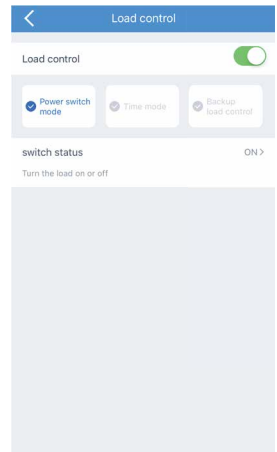 Load control
Load control
Power switch
mode
Time mode
Backup
load control
switch status
ON >
Turn the load on or off